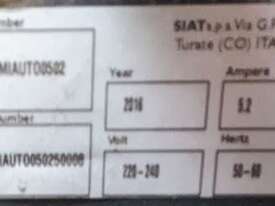 mber
SIAT s.p.a Via G.
Turate (CO) ITA
MIAUTO0502
Year
Ampere
2016
5.2
umber
Volt
Hertz
IAUTO050250008
220-240
50-60